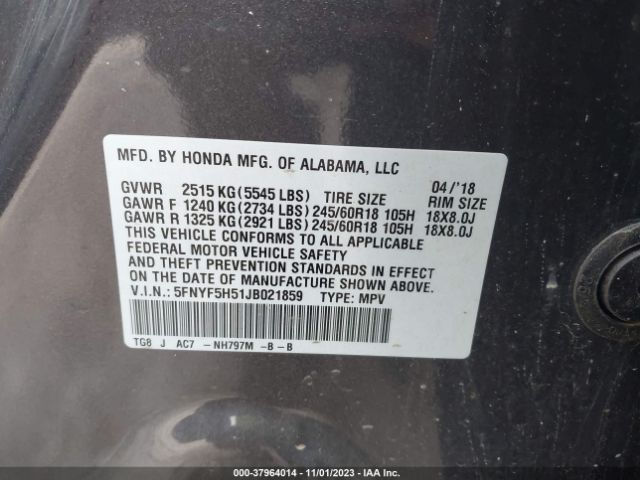 MFD. BY HONDA MFG. OF ALABAMA, LLC
04/'18
GVWR 2515 KG(5545 LBS) TIRE SIZE RIM SIZE
GAWR F 1240 KG(2734 LBS)245/60R18 105H 18X8.0J
GAWR R 1325 KG(2921 LBS)245/60R18 105H 18X8.0J
THIS VEHICLE CONFORMS TO ALL APPLICABLE
FEDERAL MOTOR VEHICLE SAFETY
AND THEFT PREVENTION STANDARDS IN EFFECT
ON THE DATE OF MANUFACTURE SHOWN ABOVE.
V.I.N.: 5FNYF5H51JB021859 TYPE: MPV
TG8 J AC7 -NH797M -B-B
000-37964014 - 11/01/2023 - IAA Inc.